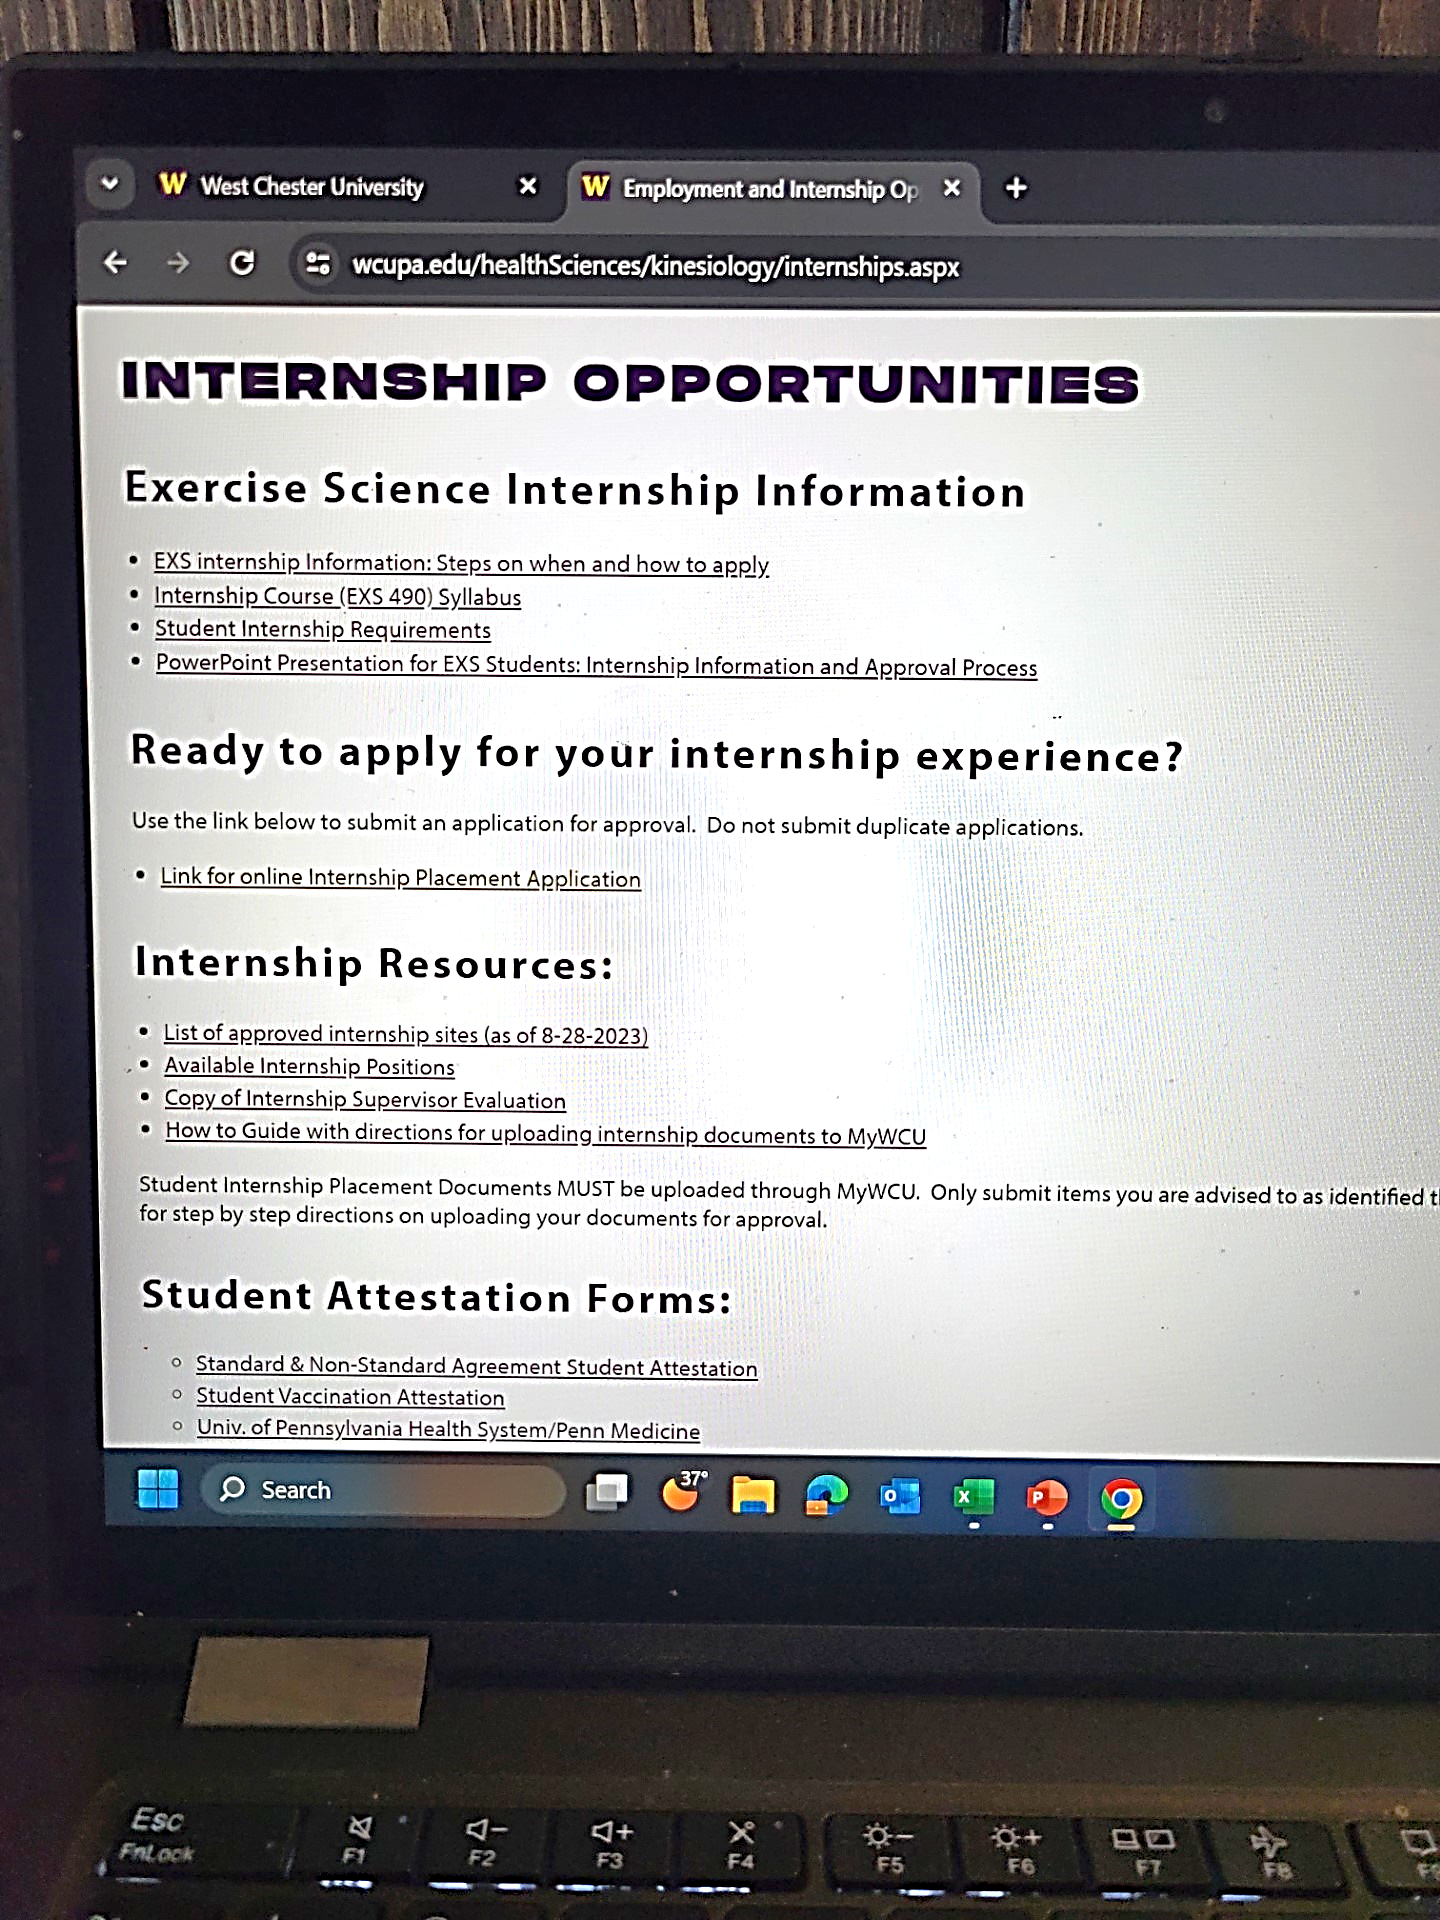 West Chester University
Employment and Internship Op
wcupa.edu/healthSciences/kinesiology/internships.aspx
INTERNSHIP OPPORTUNITIES
Exercise Science Internship Information
EXS internship Information: Steps on when and how to apply
Internship Course (EXS 490) Syllabus
Student Internship Requirements
PowerPoint Presentation for EXS Students: Internship Information and Approval Process
Ready to apply for your internship experience?
Use the link below to submit an application for approval. Do not submit duplicate applications.
Link for online Internship Placement Application
Internship Resources:
List of approved internship sites (as of 8-28-2023)
Available Internship Positions
Copy of Internship Supervisor Evaluation
How to Guide with directions for uploading internship documents to MyWCU
Student Internship Placement Documents MUST be uploaded through MyWCU. Only submit items you are advised to as identified
for step by step directions on uploading your documents for approval.
Student Attestation Forms:
Standard & Non-Standard Agreement Student Attestation
Student Vaccination Attestation
Univ. of Pennsylvania Health System/Penn Medicine
Search
37°
Esc
FnLock
F1 F2 F3 F4 F5 F6 F7 F8